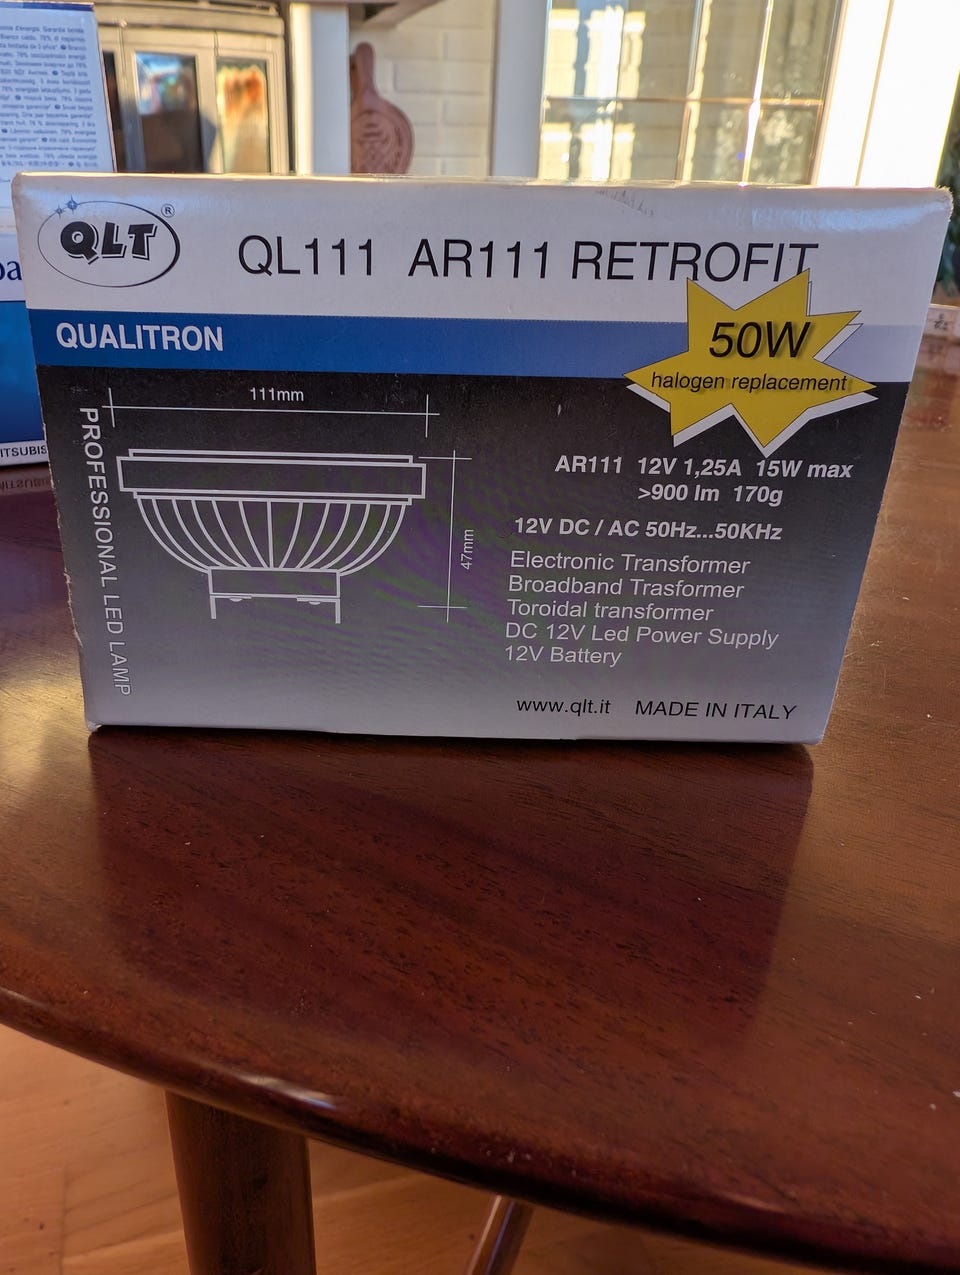 QLT ®
QL111 AR111 RETROFIT
QUALITRON
50W
halogen replacement
111mm
47mm
PROFESSIONAL LED LAMP
AR111 12V 1,25A 15W max
>900 lm 170g
12V DC / AC 50Hz...50KHz
Electronic Transformer
Broadband Trasformer
Toroidal transformer
DC 12V Led Power Supply
12V Battery
www.qlt.it MADE IN ITALY